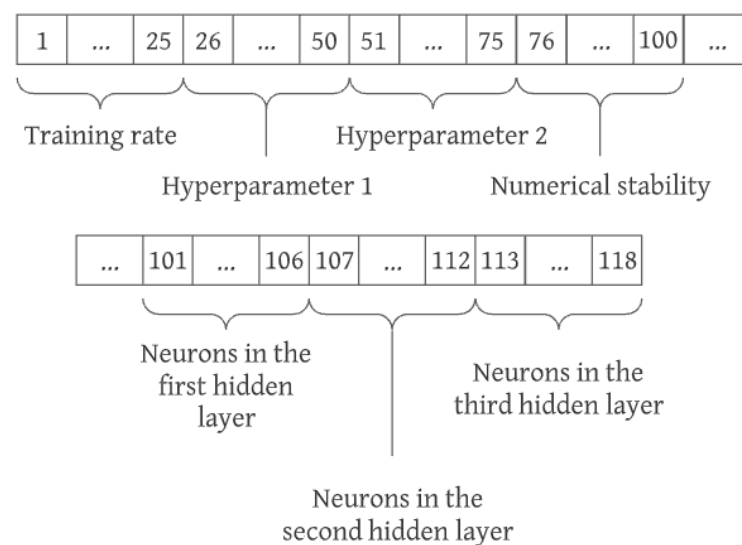 1 ... 25 26 ... 50 51 ... 75 76 ... 100 ...
Training rate
Hyperparameter 2
Hyperparameter 1
Numerical stability
... 101 ... 106 107 ... 112 113 ... 118
Neurons in the
first hidden
layer
Neurons in the
third hidden layer
Neurons in the
second hidden layer